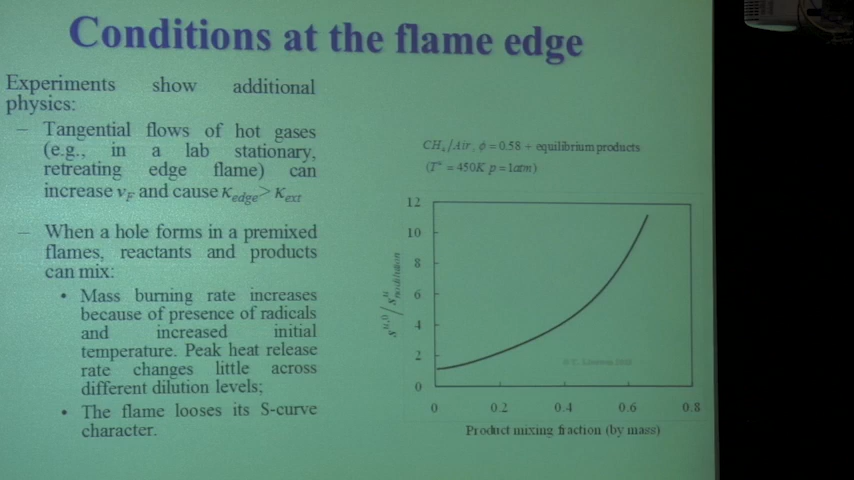 Conditions at the flame edge
Experiments show additional
physics:
– Tangential flows of hot gases
(e.g., in a lab stationary,
retreating edge flame) can
increase v_F and cause κ_edge > κ_ext
– When a hole forms in a premixed
flames, reactants and products
can mix:
• Mass burning rate increases
because of presence of radicals
and increased initial
temperature. Peak heat release
rate changes little across
different dilution levels;
• The flame looses its S-curve
character.
CH₄/Air, ϕ = 0.58 + equilibrium products
(Tᵘ = 450K p = 1atm)
12
10
8
6
4
2
0
0 0.2 0.4 0.6 0.8
Product mixing fraction (by mass)